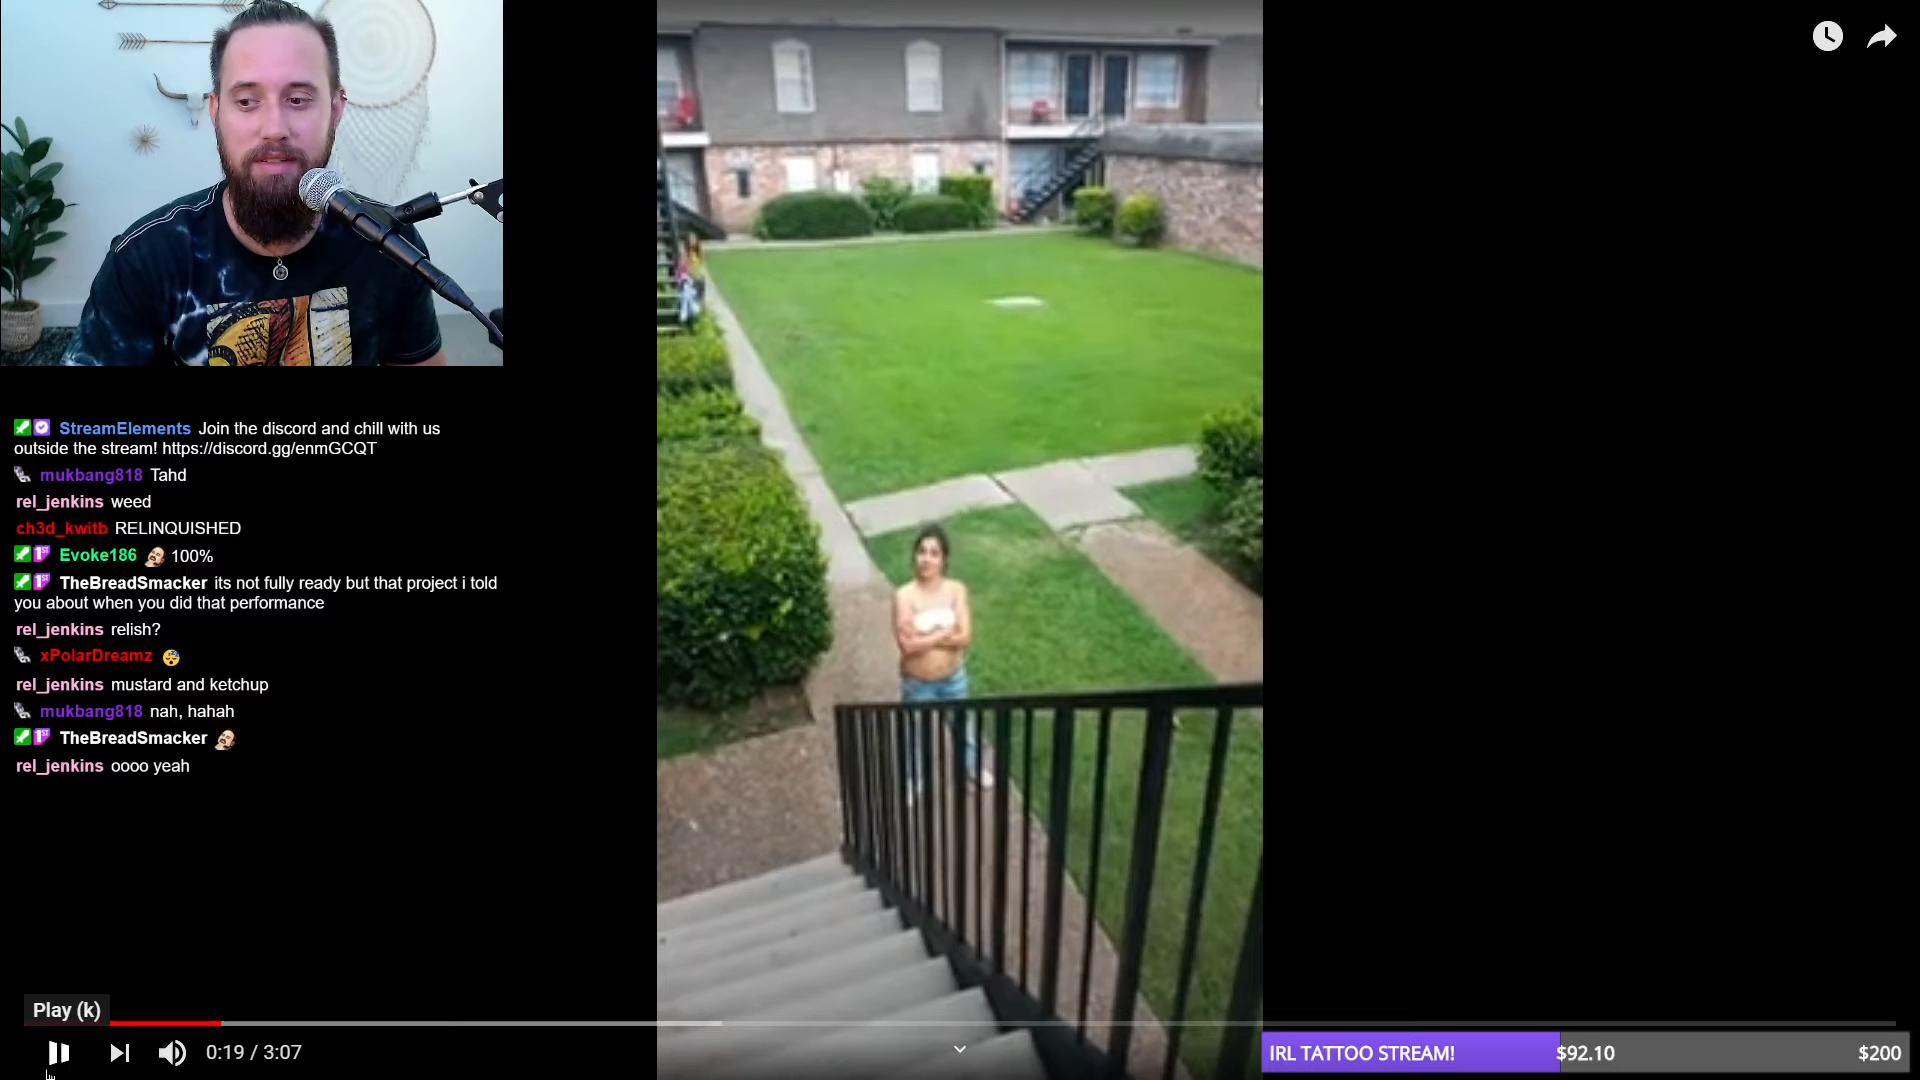 StreamElements Join the discord and chill with us
outside the stream! https://discord.gg/enmGCQT
mukbang818 Tahd
rel_jenkins weed
ch3d_kwitb RELINQUISHED
Evoke186 100%
TheBreadSmacker its not fully ready but that project i told
you about when you did that performance
rel_jenkins relish?
xPolarDreamz
rel_jenkins mustard and ketchup
mukbang818 nah, hahah
TheBreadSmacker
rel_jenkins oooo yeah
Play (k)
0:19 / 3:07
IRL TATTOO STREAM! $92.10 $200